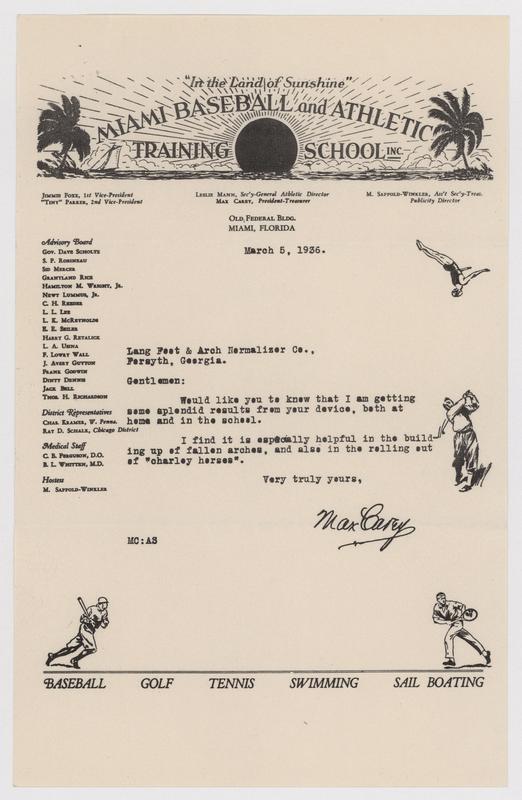 "In the Land of Sunshine"
MIAMI BASEBALL and ATHLETIC
TRAINING SCHOOL INC.
JIMMIE FOXX, 1st Vice-President
"TINY" PARKER, 2nd Vice-President
LESLIE MANN, Sec'y-General Athletic Director
MAX CAREY, President-Treasurer
M. SAFFOLD-WINKLER, Ass't Sec'y-Treas.
Publicity Director
OLD FEDERAL BLDG.
MIAMI, FLORIDA
March 5, 1936.
Advisory Board
GOV. DAVE SHOLTZ
S. P. ROBINEAU
SID MERCER
GRANTLAND RICE
HAMILTON M. WRIGHT, JR.
NEWT LUMMUS, JR.
C. H. REEDER
L. L. LEE
L. K. MCREYNOLDS
E. E. SEILER
HARRY G. RETALICK
L. A. USINA
F. LOWRY WALL
J. AVERY GUYTON
FRANK GODWIN
DINTY DENNIS
JACK BELL
THOS. H. RICHARDSON
District Representatives
CHAS. KRAMER, W. Penna.
RAY D. SCHALK, Chicago District
Medical Staff
C. B. FERGUSON, D.O.
B. L. WHITTEN, M.D.
Hostess
M. SAFFOLD-WINKLER
Lang Foot & Arch Normalizer Co.,
Forsyth, Georgia.
Gentlemen:
Would like you to know that I am getting
some splendid results from your device, both at
home and in the school.
I find it is especially helpful in the build-
ing up of fallen arches, and also in the rolling out
of "charley horses".
Very truly yours,
Max Carey
MC:AS
BASEBALL GOLF TENNIS SWIMMING SAIL BOATING